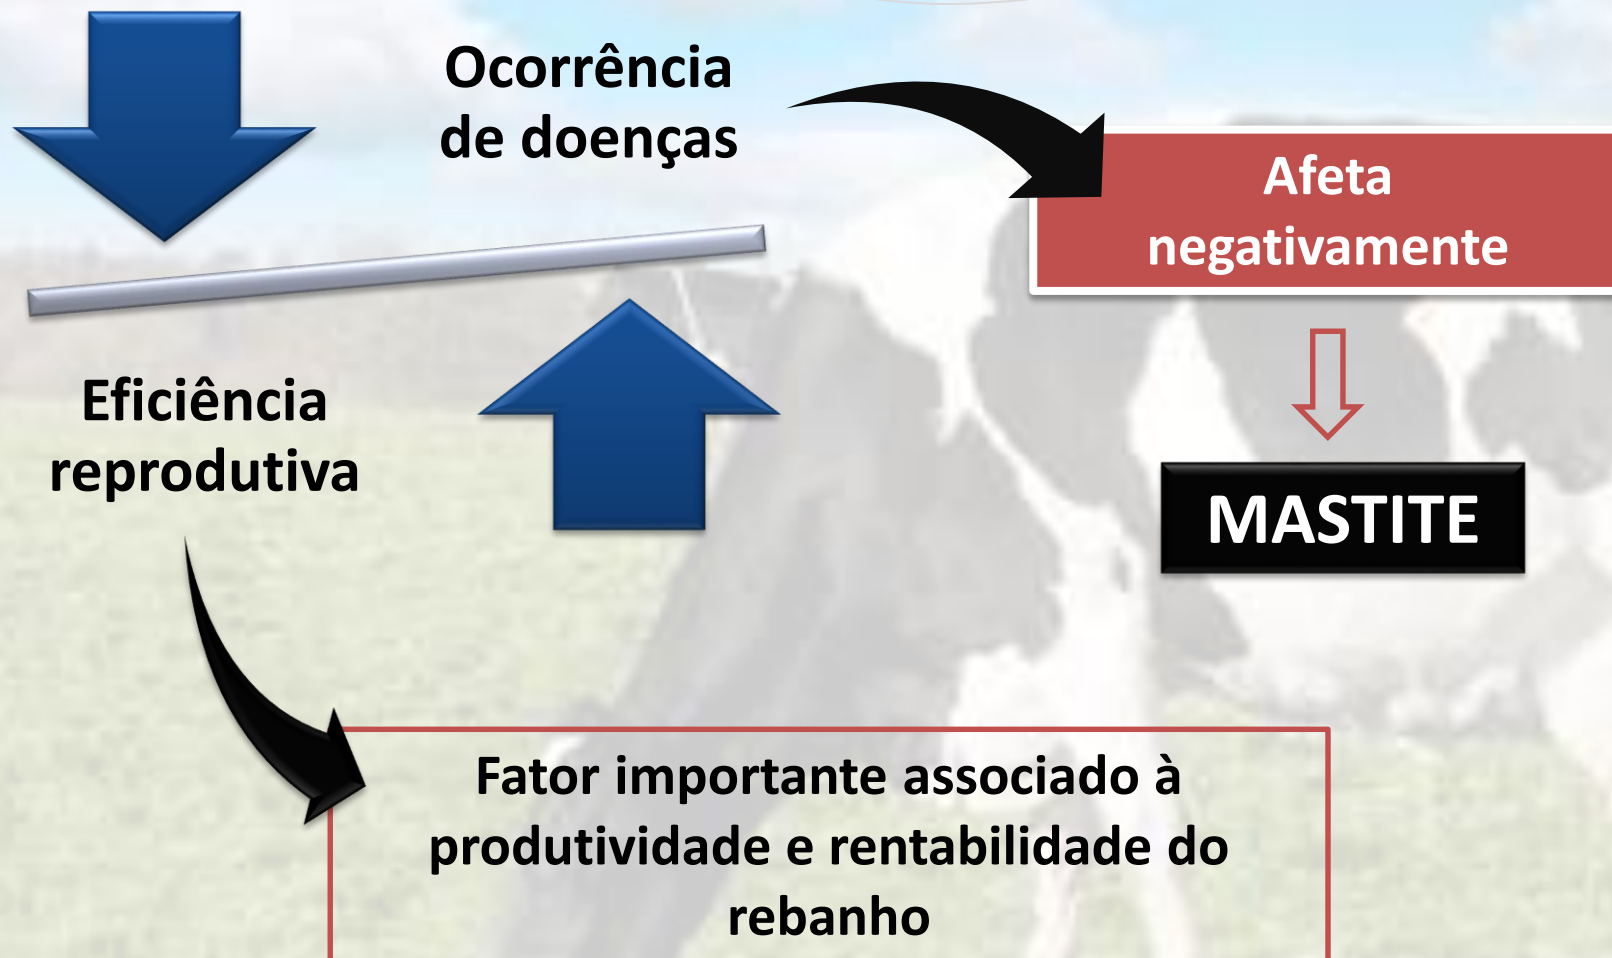 Ocorrência
de doenças
Afeta
negativamente
Eficiência
reprodutiva
MASTITE
Fator importante associado à
produtividade e rentabilidade do
rebanho